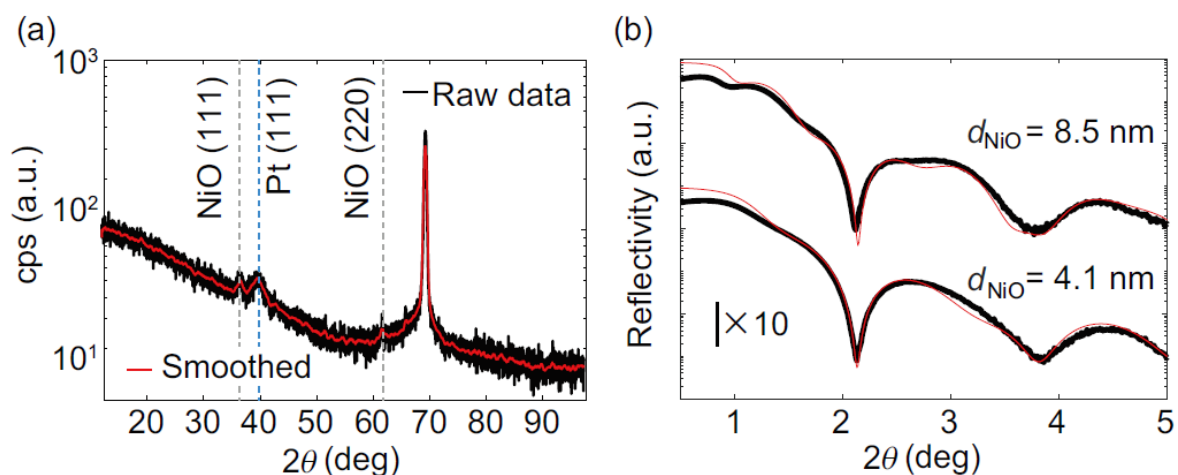 (a)
10³
10²
10¹
cps (a.u.)
NiO (111)
Pt (111)
NiO (220)
Raw data
Smoothed
20 30 40 50 60 70 80 90
2θ (deg)
(b)
Reflectivity (a.u.)
d_NiO = 8.5 nm
d_NiO = 4.1 nm
×10
1 2 3 4 5
2θ (deg)